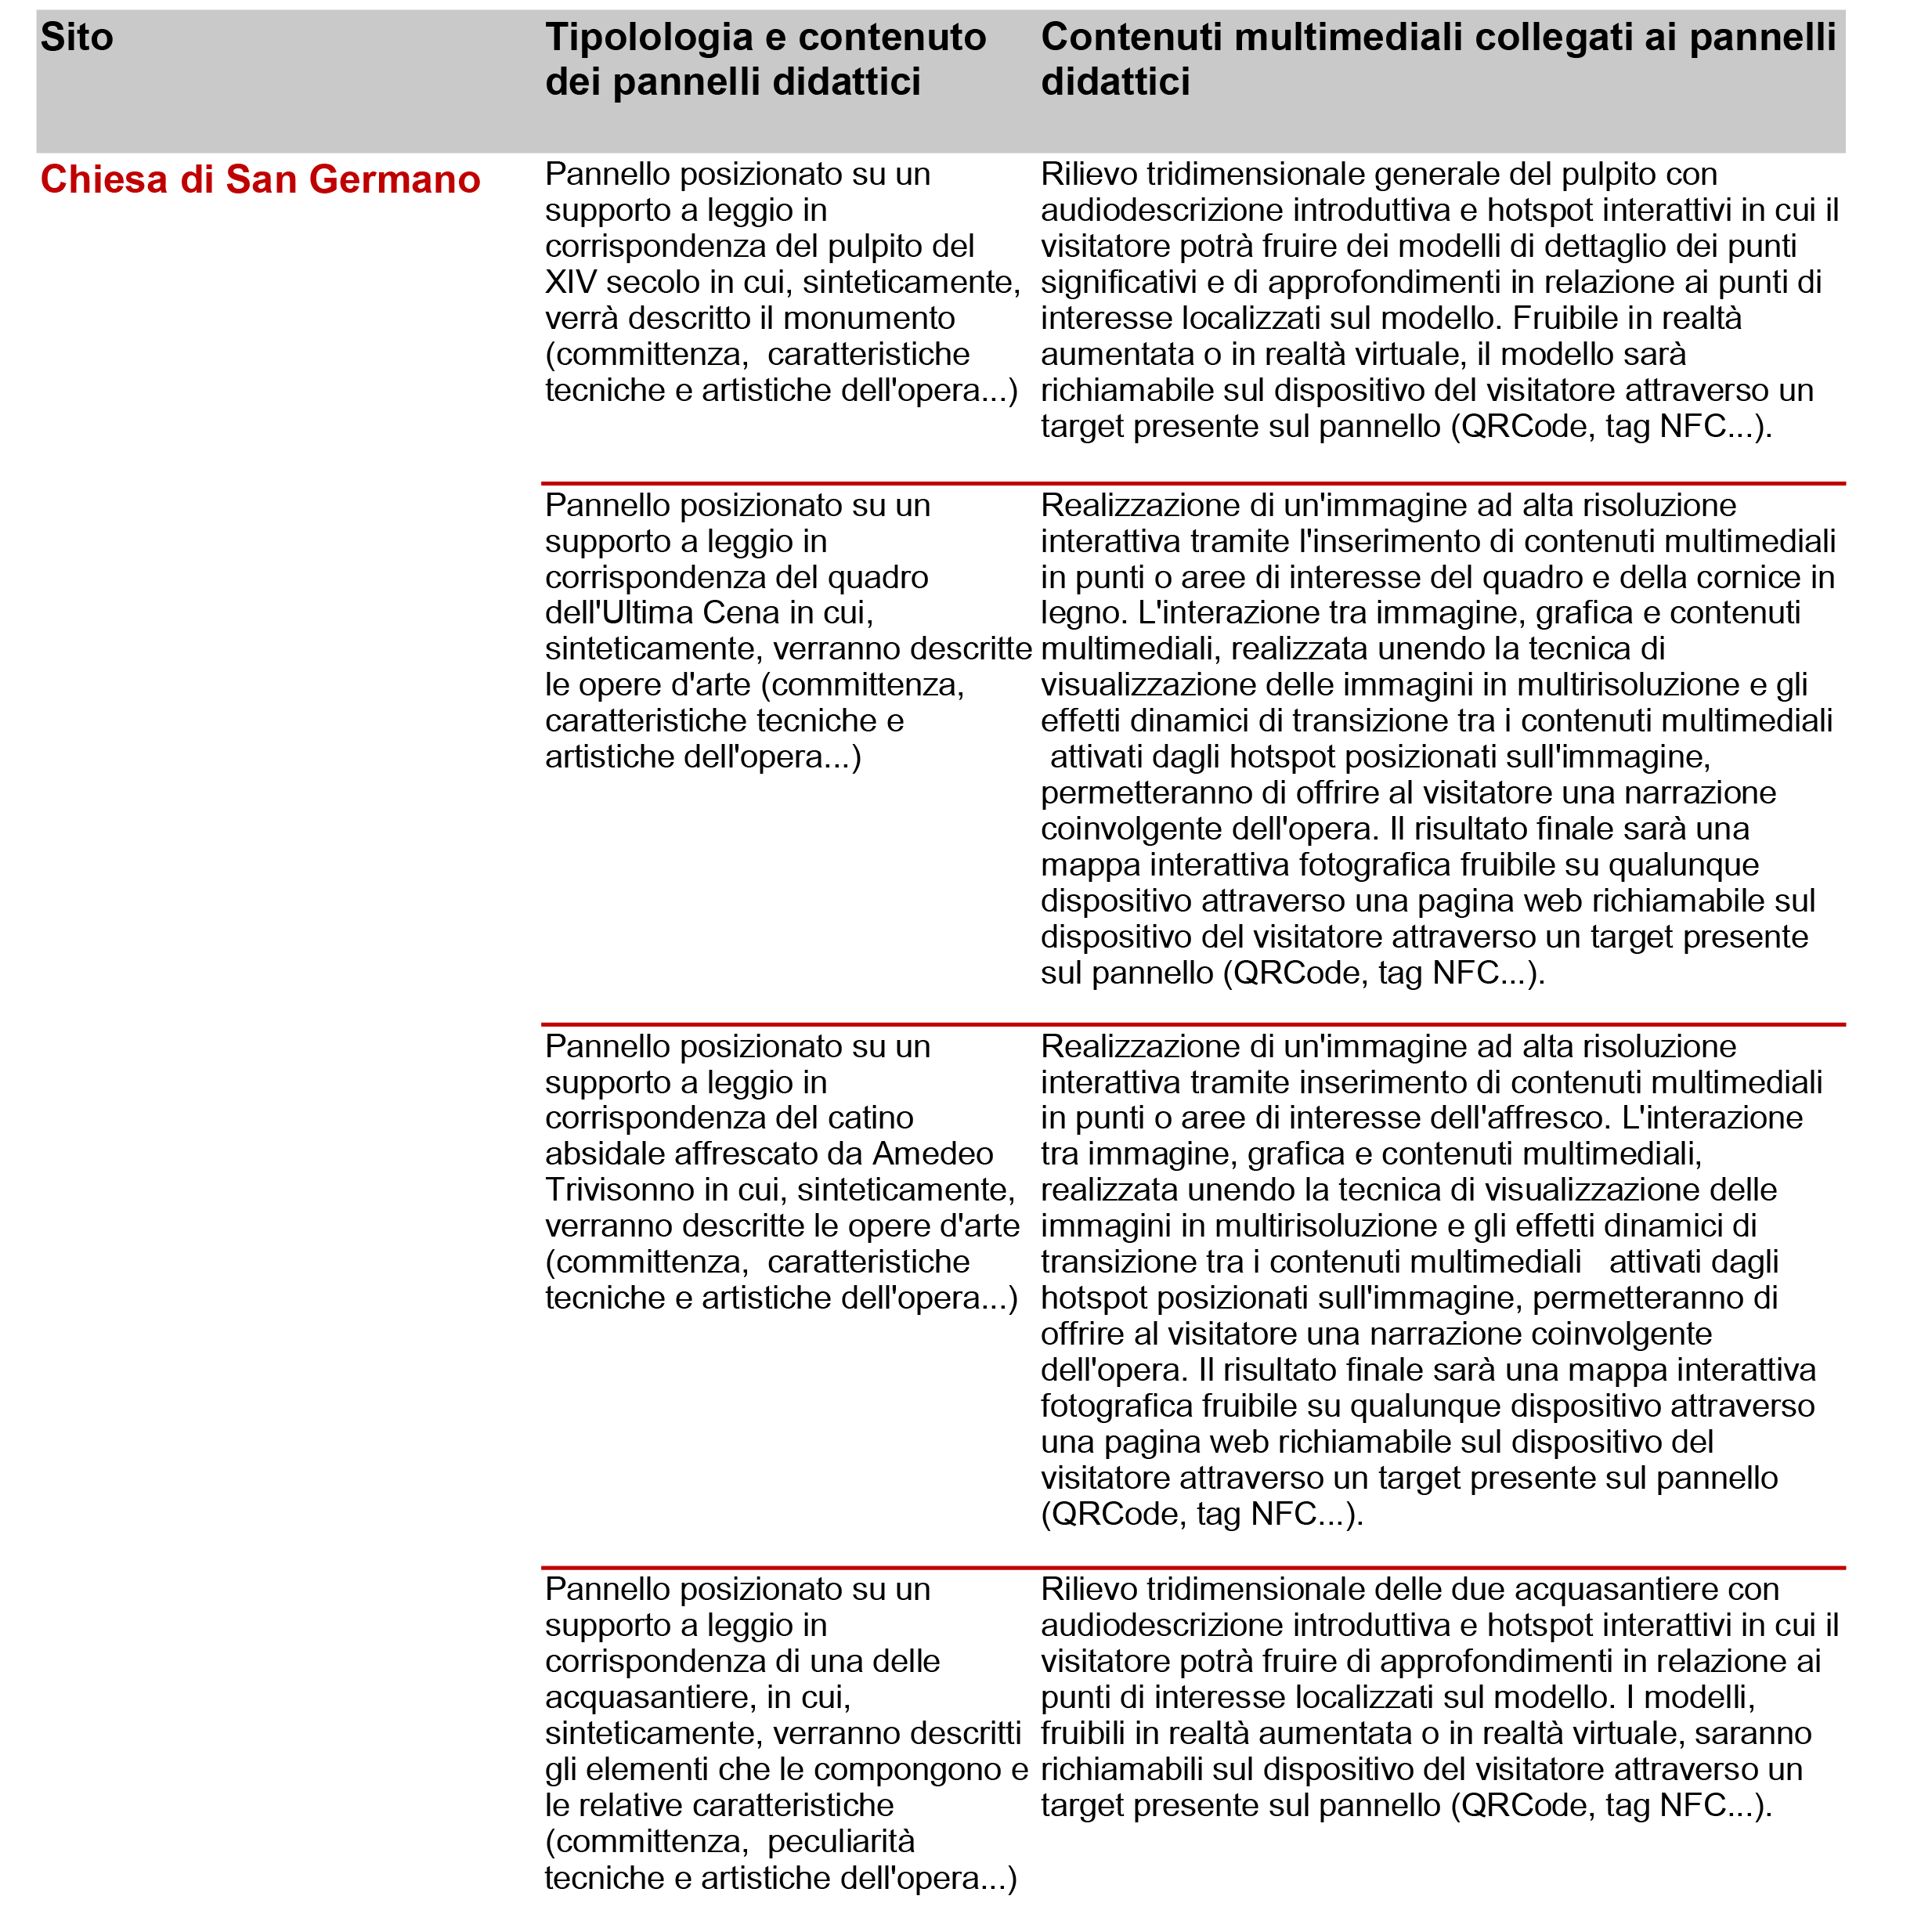 Sito
Tipolologia e contenuto
dei pannelli didattici
Contenuti multimediali collegati ai pannelli
didattici
Chiesa di San Germano
Pannello posizionato su un
supporto a leggio in
corrispondenza del pulpito del
XIV secolo in cui, sinteticamente,
verrà descritto il monumento
(committenza,  caratteristiche
tecniche e artistiche dell'opera...)
Rilievo tridimensionale generale del pulpito con
audiodescrizione introduttiva e hotspot interattivi in cui il
visitatore potrà fruire dei modelli di dettaglio dei punti
significativi e di approfondimenti in relazione ai punti di
interesse localizzati sul modello. Fruibile in realtà
aumentata o in realtà virtuale, il modello sarà
richiamabile sul dispositivo del visitatore attraverso un
target presente sul pannello (QRCode, tag NFC...).
Pannello posizionato su un
supporto a leggio in
corrispondenza del quadro
dell'Ultima Cena in cui,
sinteticamente, verranno descritte
le opere d'arte (committenza,
caratteristiche tecniche e
artistiche dell'opera...)
Realizzazione di un'immagine ad alta risoluzione
interattiva tramite l'inserimento di contenuti multimediali
in punti o aree di interesse del quadro e della cornice in
legno. L'interazione tra immagine, grafica e contenuti
multimediali, realizzata unendo la tecnica di
visualizzazione delle immagini in multirisoluzione e gli
effetti dinamici di transizione tra i contenuti multimediali
attivati dagli hotspot posizionati sull'immagine,
permetteranno di offrire al visitatore una narrazione
coinvolgente dell'opera. Il risultato finale sarà una
mappa interattiva fotografica fruibile su qualunque
dispositivo attraverso una pagina web richiamabile sul
dispositivo del visitatore attraverso un target presente
sul pannello (QRCode, tag NFC...).
Pannello posizionato su un
supporto a leggio in
corrispondenza del catino
absidale affrescato da Amedeo
Trivisonno in cui, sinteticamente,
verranno descritte le opere d'arte
(committenza,  caratteristiche
tecniche e artistiche dell'opera...)
Realizzazione di un'immagine ad alta risoluzione
interattiva tramite inserimento di contenuti multimediali
in punti o aree di interesse dell'affresco. L'interazione
tra immagine, grafica e contenuti multimediali,
realizzata unendo la tecnica di visualizzazione delle
immagini in multirisoluzione e gli effetti dinamici di
transizione tra i contenuti multimediali   attivati dagli
hotspot posizionati sull'immagine, permetteranno di
offrire al visitatore una narrazione coinvolgente
dell'opera. Il risultato finale sarà una mappa interattiva
fotografica fruibile su qualunque dispositivo attraverso
una pagina web richiamabile sul dispositivo del
visitatore attraverso un target presente sul pannello
(QRCode, tag NFC...).
Pannello posizionato su un
supporto a leggio in
corrispondenza di una delle
acquasantiere, in cui,
sinteticamente, verranno descritti
gli elementi che le compongono e
le relative caratteristiche
(committenza,  peculiarità
tecniche e artistiche dell'opera...)
Rilievo tridimensionale delle due acquasantiere con
audiodescrizione introduttiva e hotspot interattivi in cui il
visitatore potrà fruire di approfondimenti in relazione ai
punti di interesse localizzati sul modello. I modelli,
fruibili in realtà aumentata o in realtà virtuale, saranno
richiamabili sul dispositivo del visitatore attraverso un
target presente sul pannello (QRCode, tag NFC...).